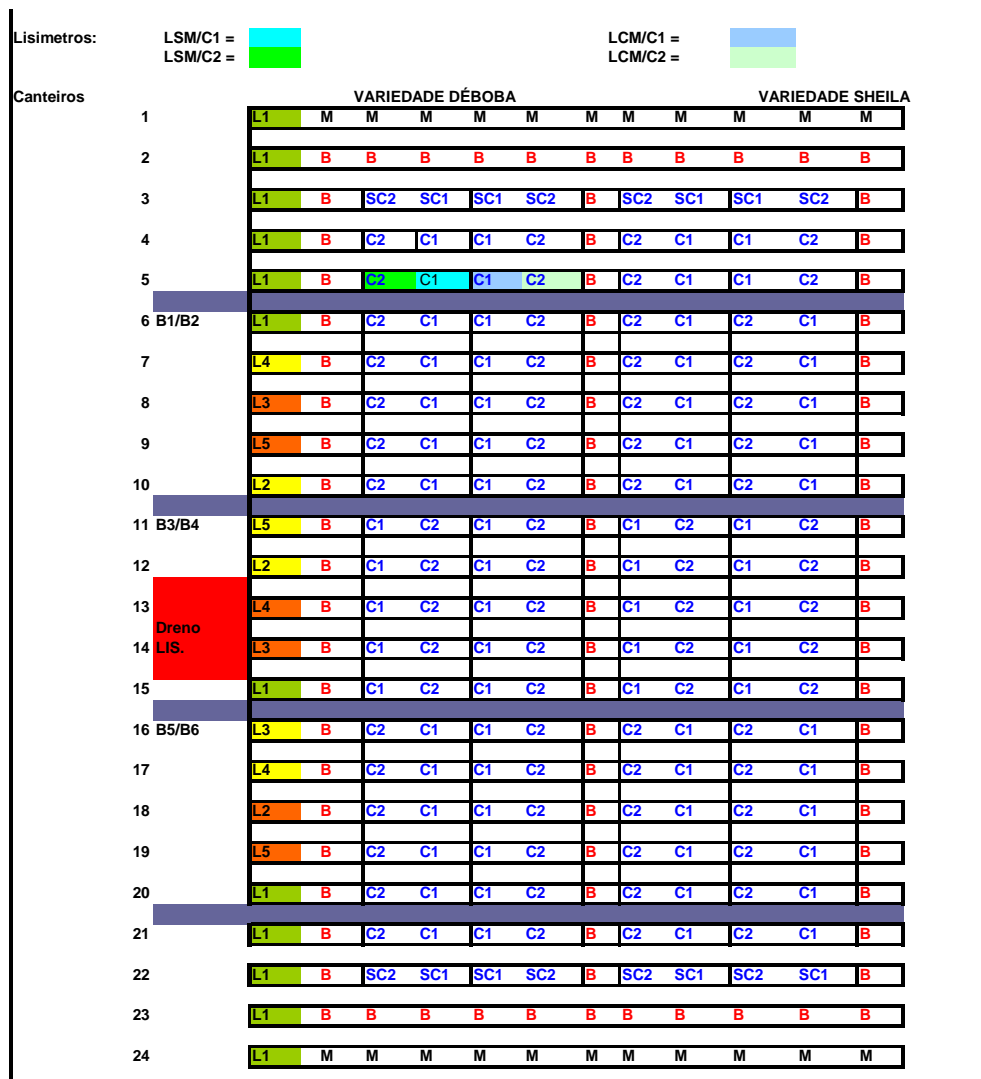 Lisimetros: LSM/C1 = LCM/C1 =
LSM/C2 = LCM/C2 =
Canteiros VARIEDADE DÉBOBA VARIEDADE SHEILA
1 L1 M M M M M M M M M M M
2 L1 B B B B B B B B B B B
3 L1 B SC2 SC1 SC1 SC2 B SC2 SC1 SC1 SC2 B
4 L1 B C2 C1 C1 C2 B C2 C1 C1 C2 B
5 L1 B C2 C1 C1 C2 B C2 C1 C1 C2 B
6 B1/B2 L1 B C2 C1 C1 C2 B C2 C1 C2 C1 B
7 L4 B C2 C1 C1 C2 B C2 C1 C2 C1 B
8 L3 B C2 C1 C1 C2 B C2 C1 C2 C1 B
9 L5 B C2 C1 C1 C2 B C2 C1 C2 C1 B
10 L2 B C2 C1 C1 C2 B C2 C1 C2 C1 B
11 B3/B4 L5 B C1 C2 C1 C2 B C1 C2 C1 C2 B
12 L2 B C1 C2 C1 C2 B C1 C2 C1 C2 B
13 L4 B C1 C2 C1 C2 B C1 C2 C1 C2 B
Dreno
14 LIS. L3 B C1 C2 C1 C2 B C1 C2 C1 C2 B
15 L1 B C1 C2 C1 C2 B C1 C2 C1 C2 B
16 B5/B6 L3 B C2 C1 C1 C2 B C2 C1 C2 C1 B
17 L4 B C2 C1 C1 C2 B C2 C1 C2 C1 B
18 L2 B C2 C1 C1 C2 B C2 C1 C2 C1 B
19 L5 B C2 C1 C1 C2 B C2 C1 C2 C1 B
20 L1 B C2 C1 C1 C2 B C2 C1 C2 C1 B
21 L1 B C2 C1 C1 C2 B C2 C1 C2 C1 B
22 L1 B SC2 SC1 SC1 SC2 B SC2 SC1 SC2 SC1 B
23 L1 B B B B B B B B B B B
24 L1 M M M M M M M M M M M